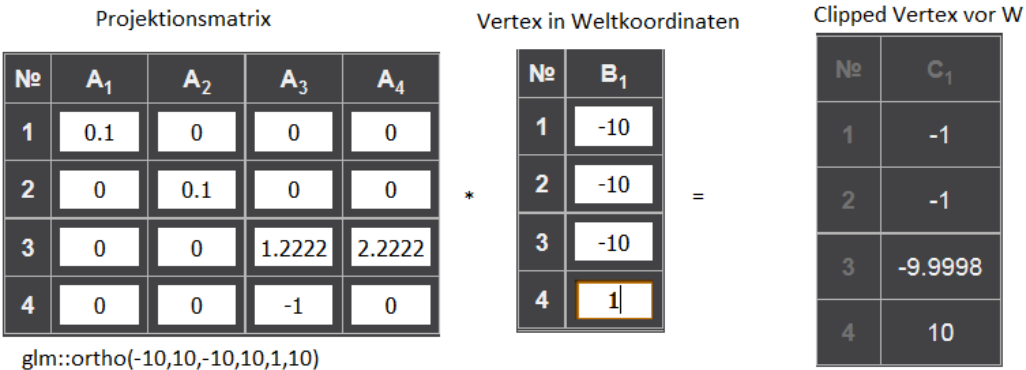 Projektionsmatrix
Vertex in Weltkoordinaten
Clipped Vertex vor W
№ A₁ A₂ A₃ A₄
1 0.1 0 0 0
2 0 0.1 0 0
3 0 0 1.2222 2.2222
4 0 0 -1 0
glm::ortho(-10,10,-10,10,1,10)
*
№ B₁
1 -10
2 -10
3 -10
4 1
=
№ C₁
1 -1
2 -1
3 -9.9998
4 10